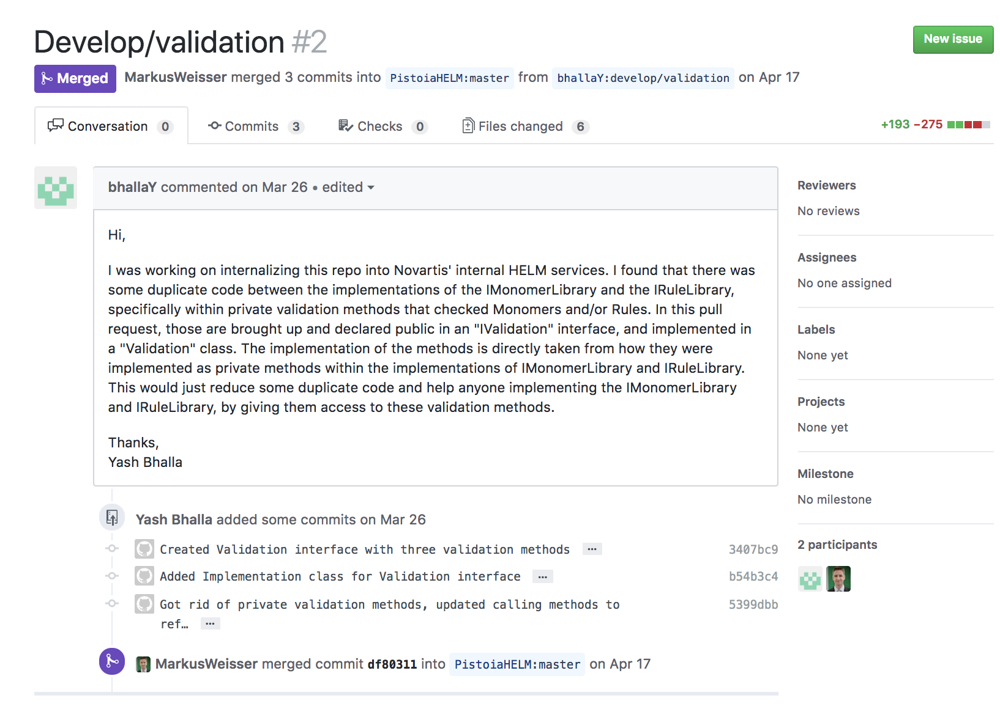 Develop/validation #2
New issue
Merged MarkusWeisser merged 3 commits into PistoiaHELM:master from bhallaY:develop/validation on Apr 17
Conversation 0 Commits 3 Checks 0 Files changed 6 +193 −275
bhallaY commented on Mar 26 • edited
Hi,
I was working on internalizing this repo into Novartis' internal HELM services. I found that there was
some duplicate code between the implementations of the IMonomerLibrary and the IRuleLibrary,
specifically within private validation methods that checked Monomers and/or Rules. In this pull
request, those are brought up and declared public in an "IValidation" interface, and implemented in
a "Validation" class. The implementation of the methods is directly taken from how they were
implemented as private methods within the implementations of IMonomerLibrary and IRuleLibrary.
This would just reduce some duplicate code and help anyone implementing the IMonomerLibrary
and IRuleLibrary, by giving them access to these validation methods.
Thanks,
Yash Bhalla
Yash Bhalla added some commits on Mar 26
Created Validation interface with three validation methods … 3407bc9
Added Implementation class for Validation interface … b54b3c4
Got rid of private validation methods, updated calling methods to 5399dbb
ref… …
MarkusWeisser merged commit df80311 into PistoiaHELM:master on Apr 17
Reviewers
No reviews
Assignees
No one assigned
Labels
None yet
Projects
None yet
Milestone
No milestone
2 participants